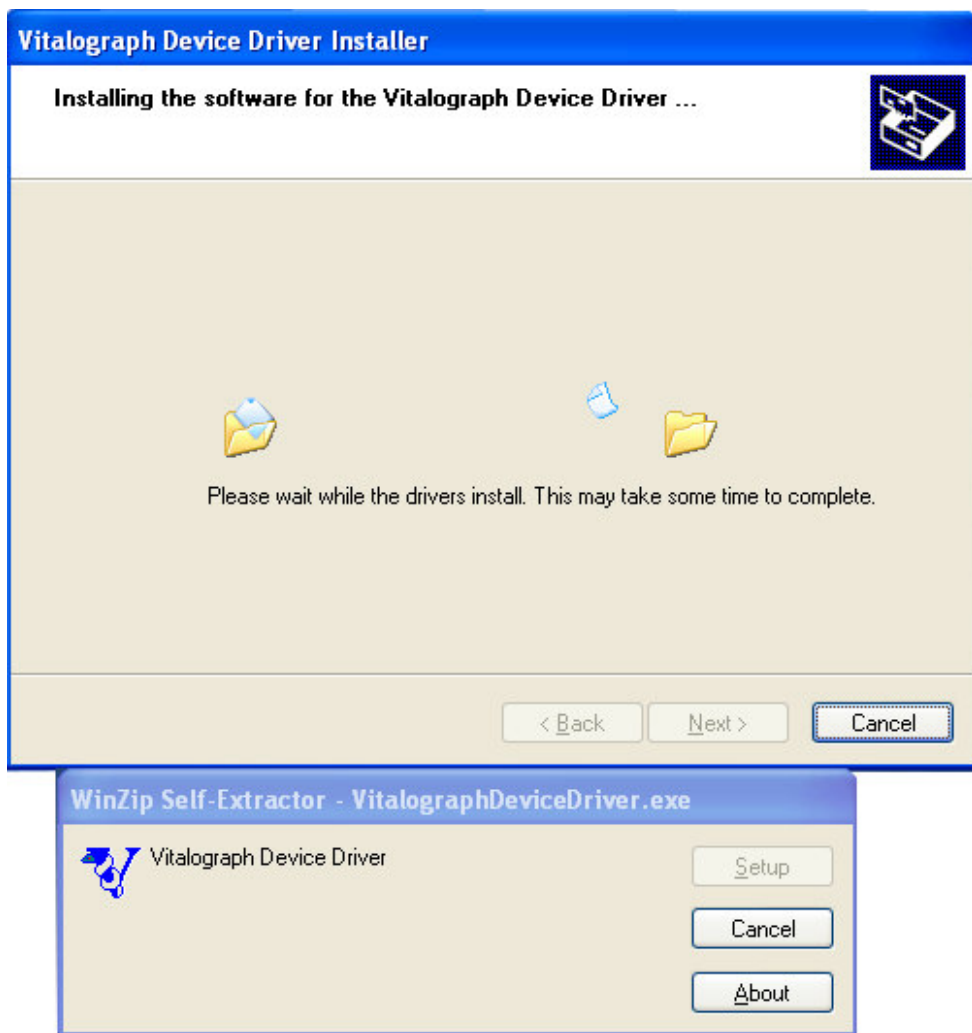 Vitalograph Device Driver Installer
Installing the software for the Vitalograph Device Driver ...
Please wait while the drivers install. This may take some time to complete.
< Back
Next >
Cancel
WinZip Self-Extractor - VitalographDeviceDriver.exe
Vitalograph Device Driver
Setup
Cancel
About